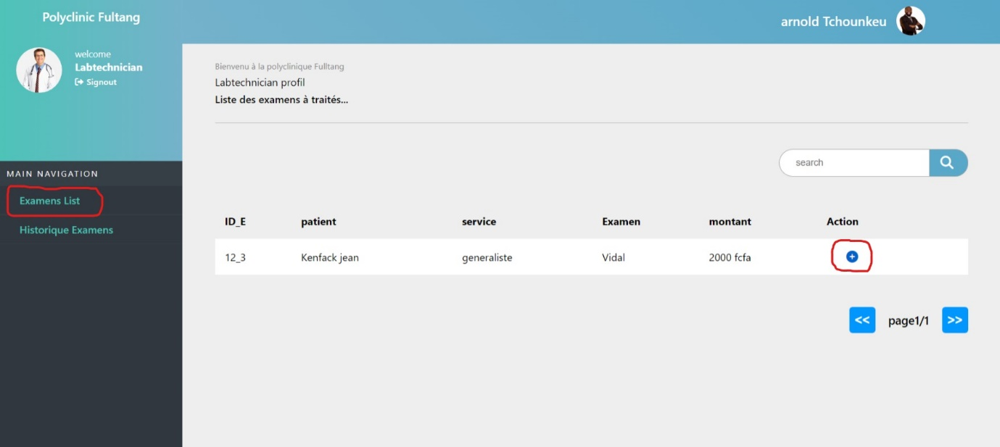 Polyclinic Fultang
arnold Tchounkeu
welcome
Labtechnician
Signout
Bienvenu à la polyclinique Fulltang
Labtechnician profil
Liste des examens à traités...
search
MAIN NAVIGATION
Examens List
Historique Examens
ID_E patient service Examen montant Action
12_3 Kenfack jean generaliste Vidal 2000 fcfa
<< page1/1 >>